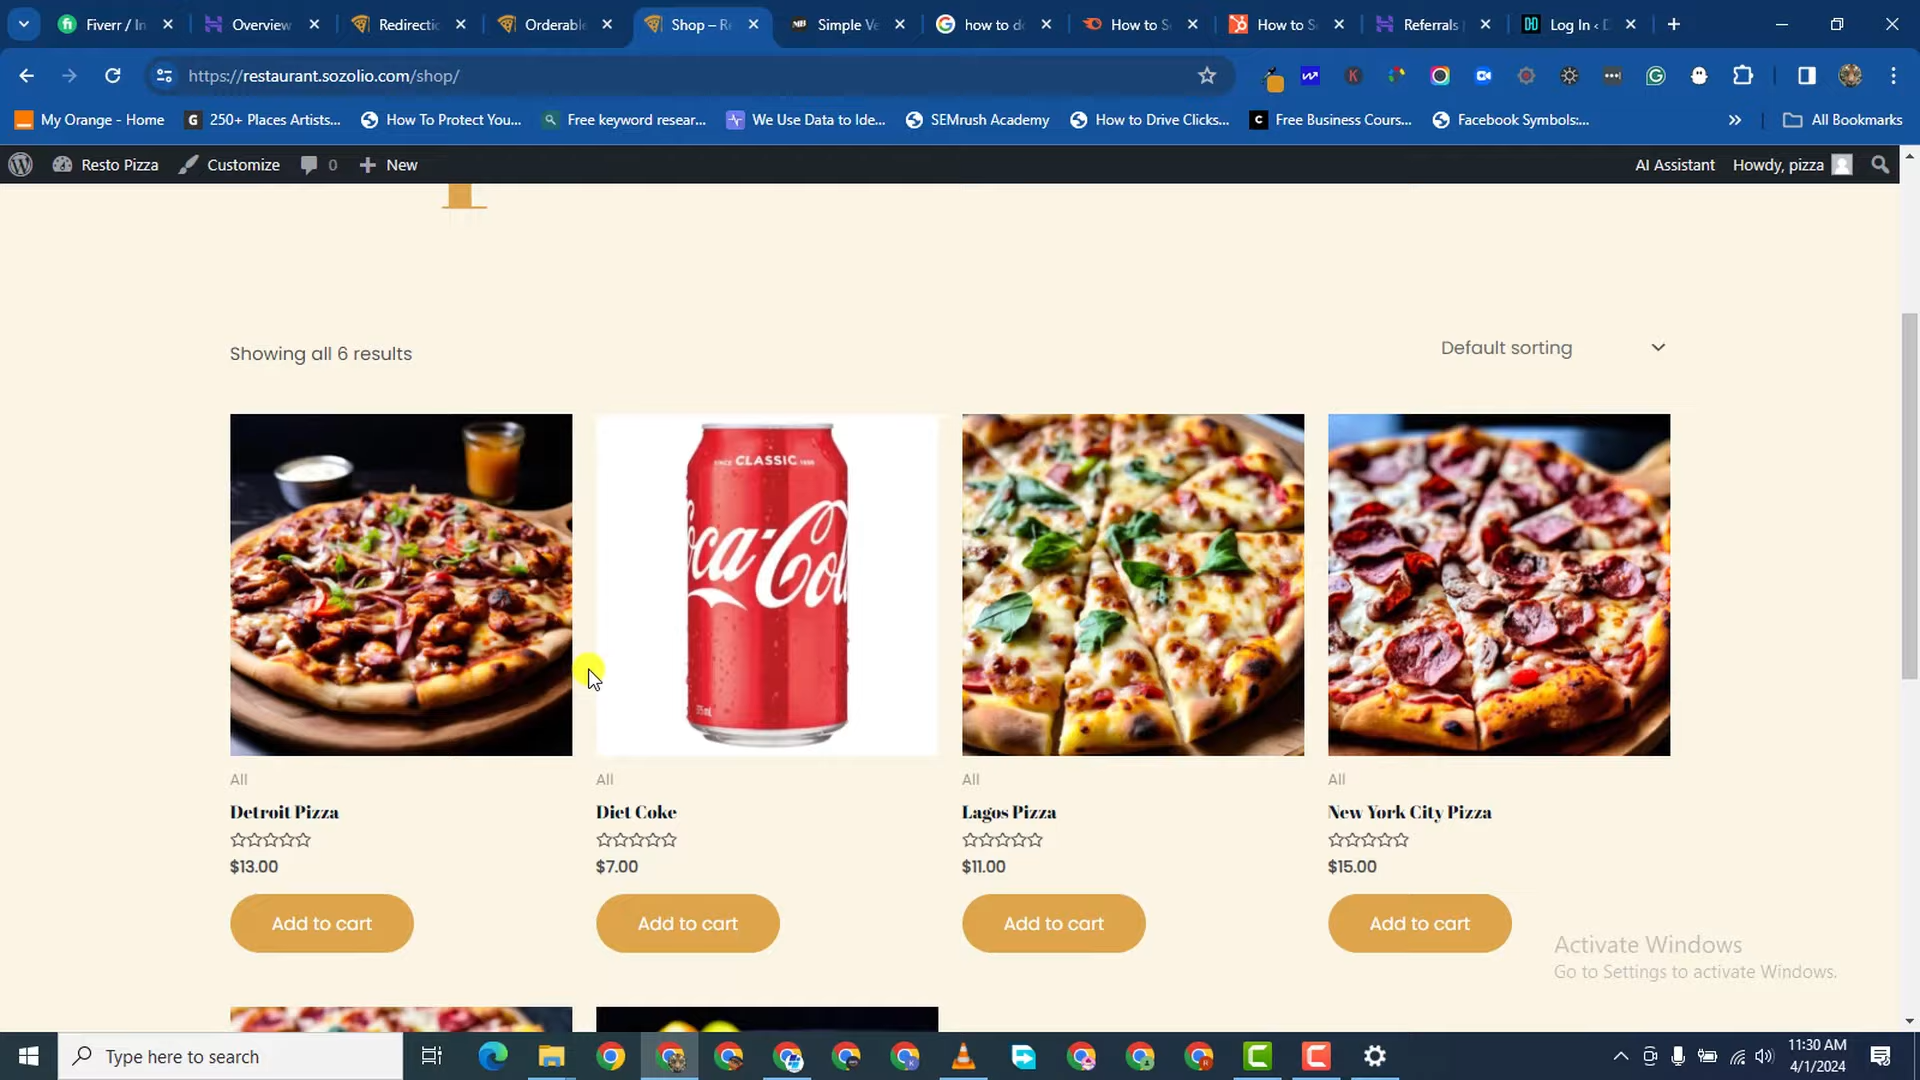 Fiverr / In
Overview
Redirectio
Orderable
Shop – Re
Simple Ve
how to do
How to S
How to S
Referrals |
Log In ‹ D
https://restaurant.sozolio.com/shop/
My Orange - Home
250+ Places Artists...
How To Protect You...
Free keyword resear...
We Use Data to Ide...
SEMrush Academy
How to Drive Clicks...
Free Business Cours...
Facebook Symbols:...
All Bookmarks
Resto Pizza
Customize
0
New
AI Assistant
Howdy, pizza
Showing all 6 results
Default sorting
CLASSIC
Coca-Col
All
Detroit Pizza
$13.00
Add to cart
All
Diet Coke
$7.00
Add to cart
All
Lagos Pizza
$11.00
Add to cart
All
New York City Pizza
$15.00
Add to cart
Activate Windows
Go to Settings to activate Windows.
Type here to search
11:30 AM
4/1/2024